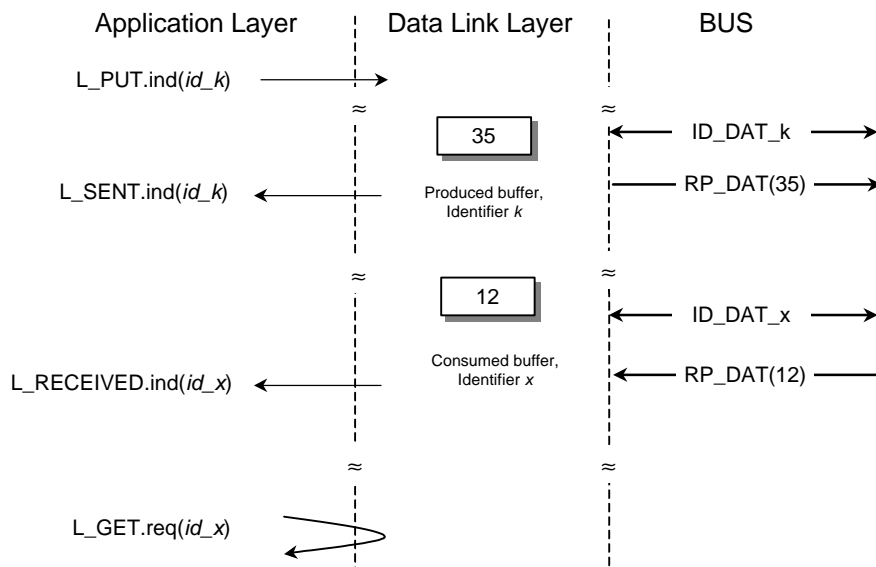 Application Layer
Data Link Layer
BUS
L_PUT.ind(id_k)
≈
≈
35
ID_DAT_k
L_SENT.ind(id_k)
Produced buffer,
Identifier k
RP_DAT(35)
≈
≈
12
ID_DAT_x
L_RECEIVED.ind(id_x)
Consumed buffer,
Identifier x
RP_DAT(12)
≈
≈
L_GET.req(id_x)